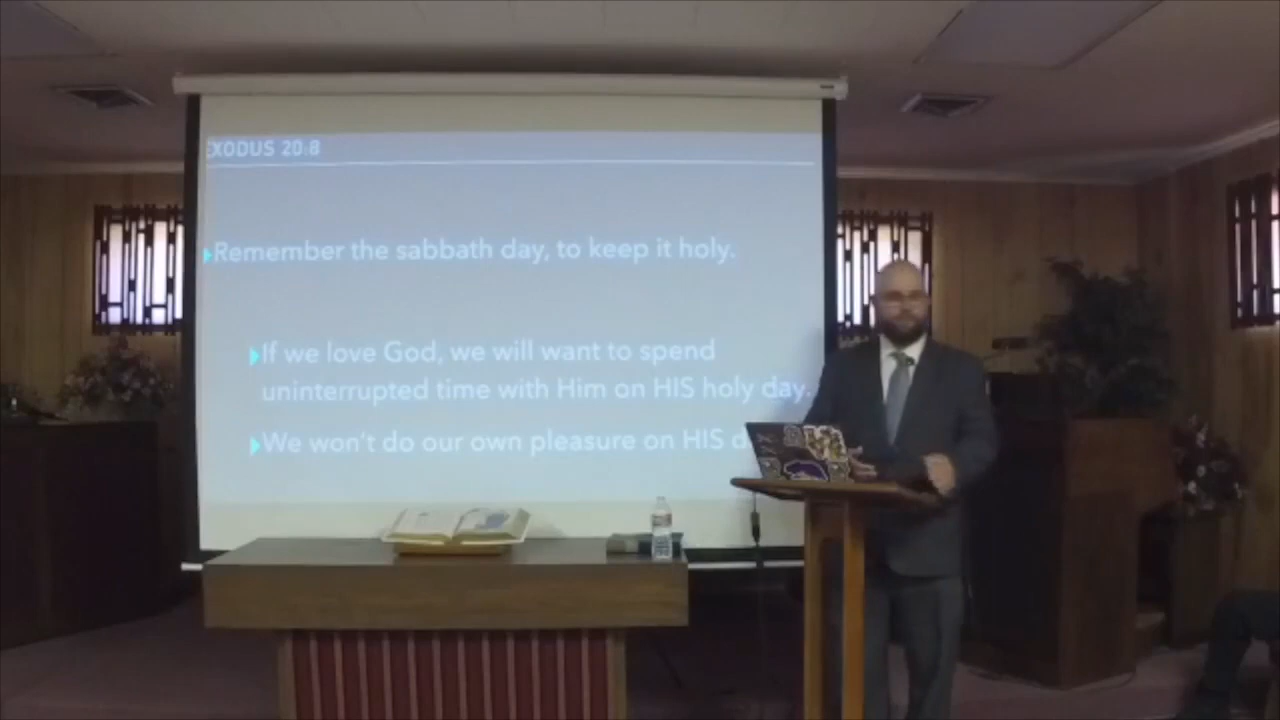 EXODUS 20:8
Remember the sabbath day, to keep it holy.
If we love God, we will want to spend
uninterrupted time with Him on HIS holy day.
We won't do our own pleasure on HIS d